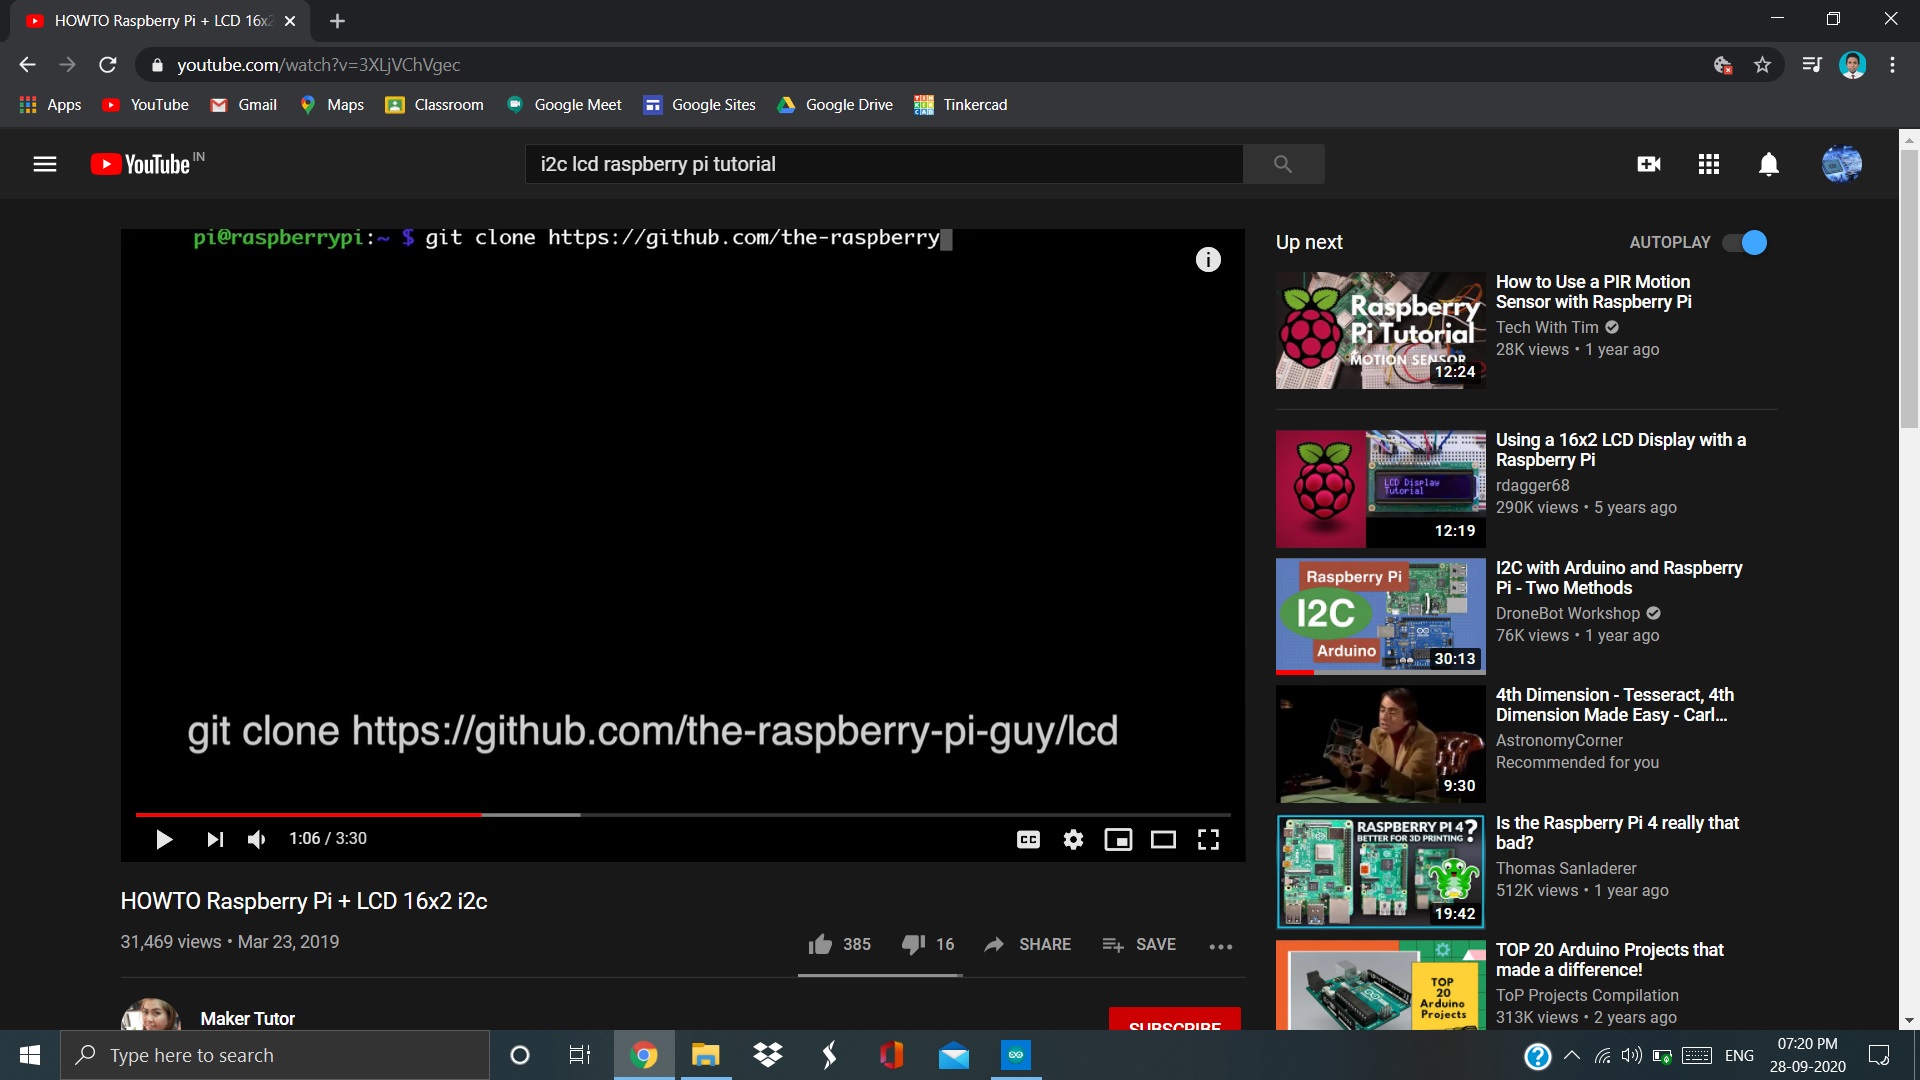 HOWTO Raspberry Pi + LCD 16x2
youtube.com/watch?v=3XLjVChVgec
Apps YouTube Gmail Maps Classroom Google Meet Google Sites Google Drive Tinkercad
YouTube IN
i2c lcd raspberry pi tutorial
pi@raspberrypi:~ $ git clone https://github.com/the-raspberry
git clone https://github.com/the-raspberry-pi-guy/lcd
1:06 / 3:30
CC
HOWTO Raspberry Pi + LCD 16x2 i2c
31,469 views • Mar 23, 2019
385 16 SHARE SAVE
Maker Tutor
SUBSCRIBE
Up next
AUTOPLAY
Raspberry
Pi Tutorial
MOTION SENSOR
12:24
How to Use a PIR Motion
Sensor with Raspberry Pi
Tech With Tim
28K views • 1 year ago
LCD Display
Tutorial
12:19
Using a 16x2 LCD Display with a
Raspberry Pi
rdagger68
290K views • 5 years ago
Raspberry Pi
I2C
Arduino
30:13
I2C with Arduino and Raspberry
Pi - Two Methods
DroneBot Workshop
76K views • 1 year ago
9:30
4th Dimension - Tesseract, 4th
Dimension Made Easy - Carl...
AstronomyCorner
Recommended for you
RASPBERRY PI 4?
BETTER FOR 3D PRINTING
19:42
Is the Raspberry Pi 4 really that
bad?
Thomas Sanladerer
512K views • 1 year ago
TOP
20
Arduino
Projects
TOP 20 Arduino Projects that
made a difference!
ToP Projects Compilation
313K views • 2 years ago
Type here to search
ENG
07:20 PM
28-09-2020